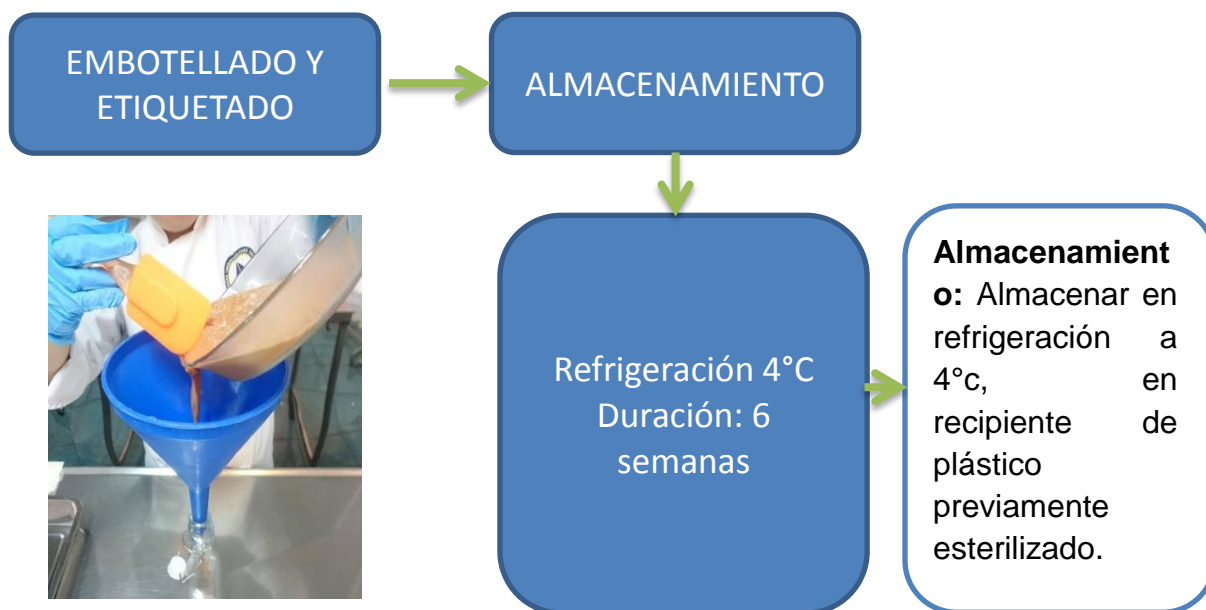 EMBOTELLADO Y
ETIQUETADO
ALMACENAMIENTO
Refrigeración 4°C
Duración: 6
semanas
Almacenamient
o: Almacenar en
refrigeración a
4°c, en
recipiente de
plástico
previamente
esterilizado.